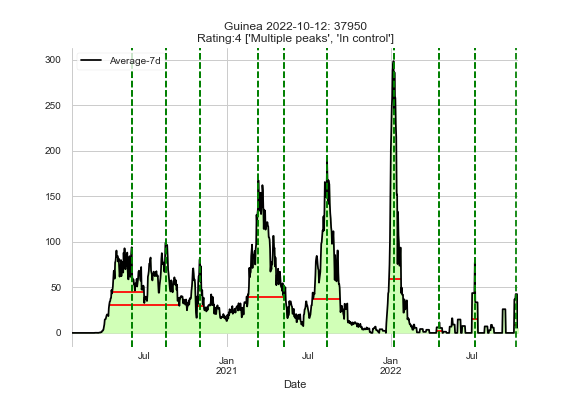 Guinea 2022-10-12: 37950
Rating:4 ['Multiple peaks', 'In control']
Average-7d
300
250
200
150
100
50
0
Jul
Jan
2021
Jul
Jan
2022
Jul
Date